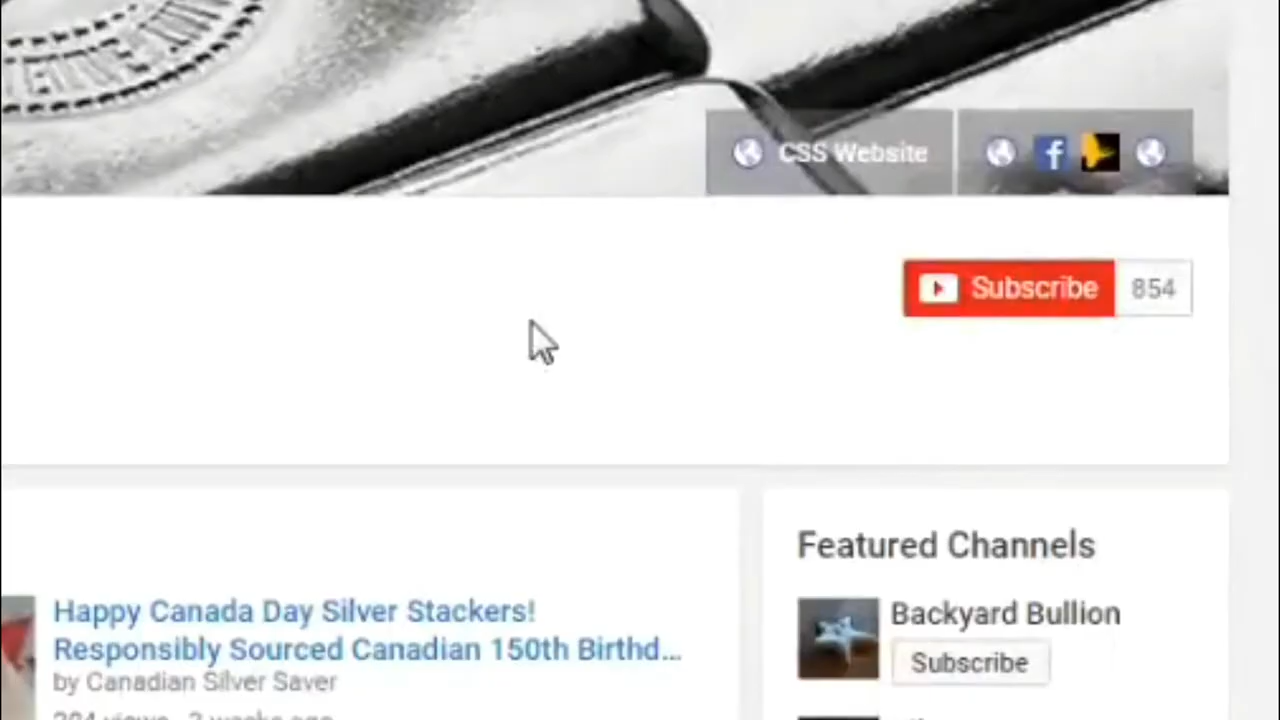 CSS Website
Subscribe 854
Featured Channels
Happy Canada Day Silver Stackers!
Responsibly Sourced Canadian 150th Birthd...
by Canadian Silver Saver
Backyard Bullion
Subscribe